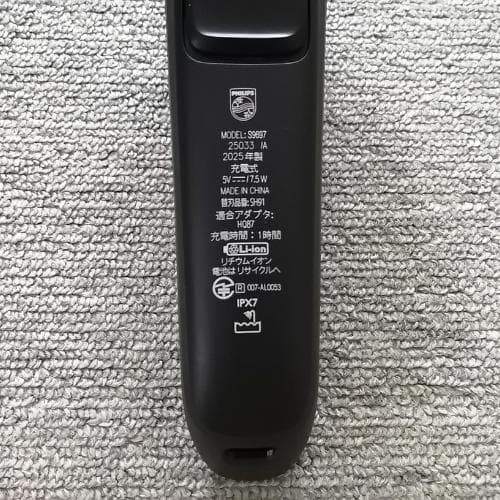 PHILIPS
MODEL: S9697
25033 /A
2025年製
充電式
5V⎓/7.5W
MADE IN CHINA
替刃品番: SH91
適合アダプタ:
HQ87
充電時間:1時間
Li-ion
リチウムイオン
電池は リサイクルへ
R 007-AL0053
IPX7